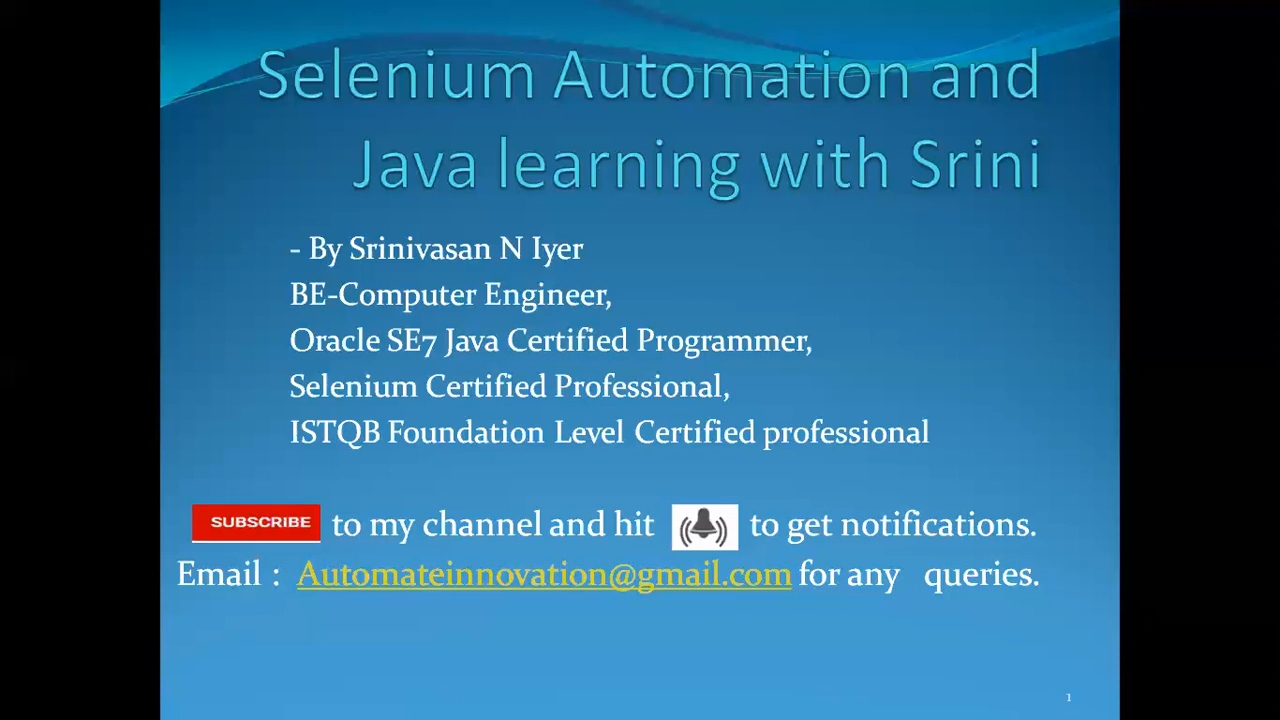 Selenium Automation and
Java learning with Srini
- By Srinivasan N Iyer
BE-Computer Engineer,
Oracle SE7 Java Certified Programmer,
Selenium Certified Professional,
ISTQB Foundation Level Certified professional
SUBSCRIBE to my channel and hit to get notifications.
Email : Automateinnovation@gmail.com for any queries.
1